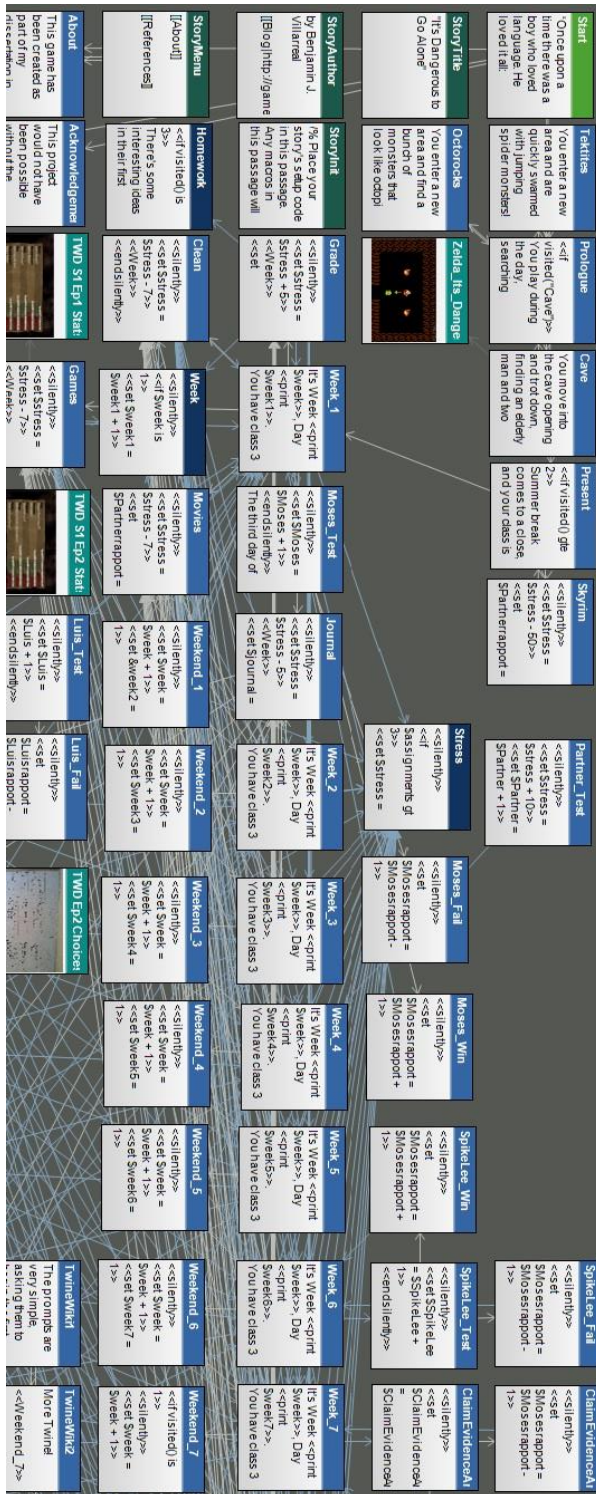 Start
'Once upon a
time there was a
boy who loved
language. He
loved it all:
Tektites
You enter a new
area and are
quickly swarmed
with jumping
spider monsters!
Prologue
<<if
visited("Cave")>>
You play, during
the day,
searching
Cave
You move into
the cave opening
and trot down,
finding an elderly
man and two
Present
<<if visited() gte
2>>
Summer break
comes to a close,
and your class is
Skyrim
<<silently>>
<<set $stress =
$stress - 50>>
<<set
$Partnerrapport =
Partner_Test
<<silently>>
<<set $stress =
$stress + 10>>
<<set $Partner =
$Partner + 1>>
SpikeLee_Fail
<<silently>>
<<set
$Mosesrapport =
$Mosesrapport -
1>>
ClaimEvidenceA
<<silently>>
<<set
$Mosesrapport =
$Mosesrapport -
1>>
StoryTitle
"It's Dangerous to
Go Alone"
Octorocks
You enter a new
area and find a
bunch of
monsters that
look like octopi
Zelda_Its_Dange
Stress
<<silently>>
<<if
$assignments gt
3>>
<<set $stress =
Moses_Fail
<<silently>>
<<set
$Mosesrapport =
$Mosesrapport -
1>>
Moses_Win
<<silently>>
<<set
$Mosesrapport =
$Mosesrapport +
1>>
SpikeLee_Win
<<silently>>
<<set
$Mosesrapport =
$Mosesrapport +
1>>
SpikeLee_Test
<<silently>>
<<set $SpikeLee
= $SpikeLee +
1>>
<<endsilently>>
ClaimEvidenceA
<<silently>>
<<set
$ClaimEvidenceA
=
StoryAuthor
by Benjamin J.
Villarreal
[[Blog|http://game
StoryInit
/% Place your
story's setup code
in this passage.
Any macros in
this passage will
Grade
<<silently>>
<<set $stress =
$stress + 5>>
<<Week>>
<<set
Week_1
It's Week <<print
$week>>, Day
<<print
$week1>>,
You have class 3
Moses_Test
<<silently>>
<<set $Moses =
$Moses + 1>>
<<endsilently>>
The third day of
Journal
<<silently>>
<<set $stress =
$stress - 5>>
<<Week>>
<<set $journal =
Week_2
It's Week <<print
$week>>, Day
<<print
$week2>>,
You have class 3
Week_3
It's Week <<print
$week>>, Day
<<print
$week3>>,
You have class 3
Week_4
It's Week <<print
$week>>, Day
<<print
$week4>>,
You have class 3
Week_5
It's Week <<print
$week>>, Day
<<print
$week5>>,
You have class 3
Week_6
It's Week <<print
$week>>, Day
<<print
$week6>>,
You have class 3
Week_7
It's Week <<print
$week>>, Day
<<print
$week7>>,
You have class 3
StoryMenu
[[About]]
[[References]]
Homework
<<if visited() is
3>>
There's some
interesting ideas
in their first
Clean
<<silently>>
<<set $stress =
$stress - 7>>
<<Week>>
<<endsilently>>
Week
<<silently>>
<<if Week is
1>>
<<set $week1 =
$week1 + 1>>
Movies
<<silently>>
<<set $stress =
$stress - 7>>
<<set
$Partnerrapport =
Weekend_1
<<silently>>
<<set $week =
$week + 1>>
<<set &week2 =
1>>
Weekend_2
<<silently>>
<<set $week =
$week + 1>>
<<set $week3 =
1>>
Weekend_3
<<silently>>
<<set $week =
$week + 1>>
<<set $week4 =
1>>
Weekend_4
<<silently>>
<<set $week =
$week + 1>>
<<set $week5 =
1>>
Weekend_5
<<silently>>
<<set $week =
$week + 1>>
<<set $week6 =
1>>
Weekend_6
<<silently>>
<<set $week =
$week + 1>>
<<set $week7 =
1>>
Weekend_7
<<if visited() is
1>>
<<silently>>
<<set $week =
$week + 1>>
About
This game has
been created as
part of my
dissertation in
Acknowledgemen
This project
would not have
been possible
without the
TWD S1 Ep1 Stat
Games
<<silently>>
<<set $stress =
$stress - 7>>
<<Week>>
TWD S1 Ep2 Stat
Luis_Test
<<silently>>
<<set $Luis =
$Luis + 1>>
<<endsilently>>
Luis_Fail
<<silently>>
<<set
$Luisrapport =
$Luisrapport -
TWD Ep2 Choice
TwineWiki1
The prompts are
very simple,
asking them to
TwineWiki2
More Twine!
<<Weekend_7>>